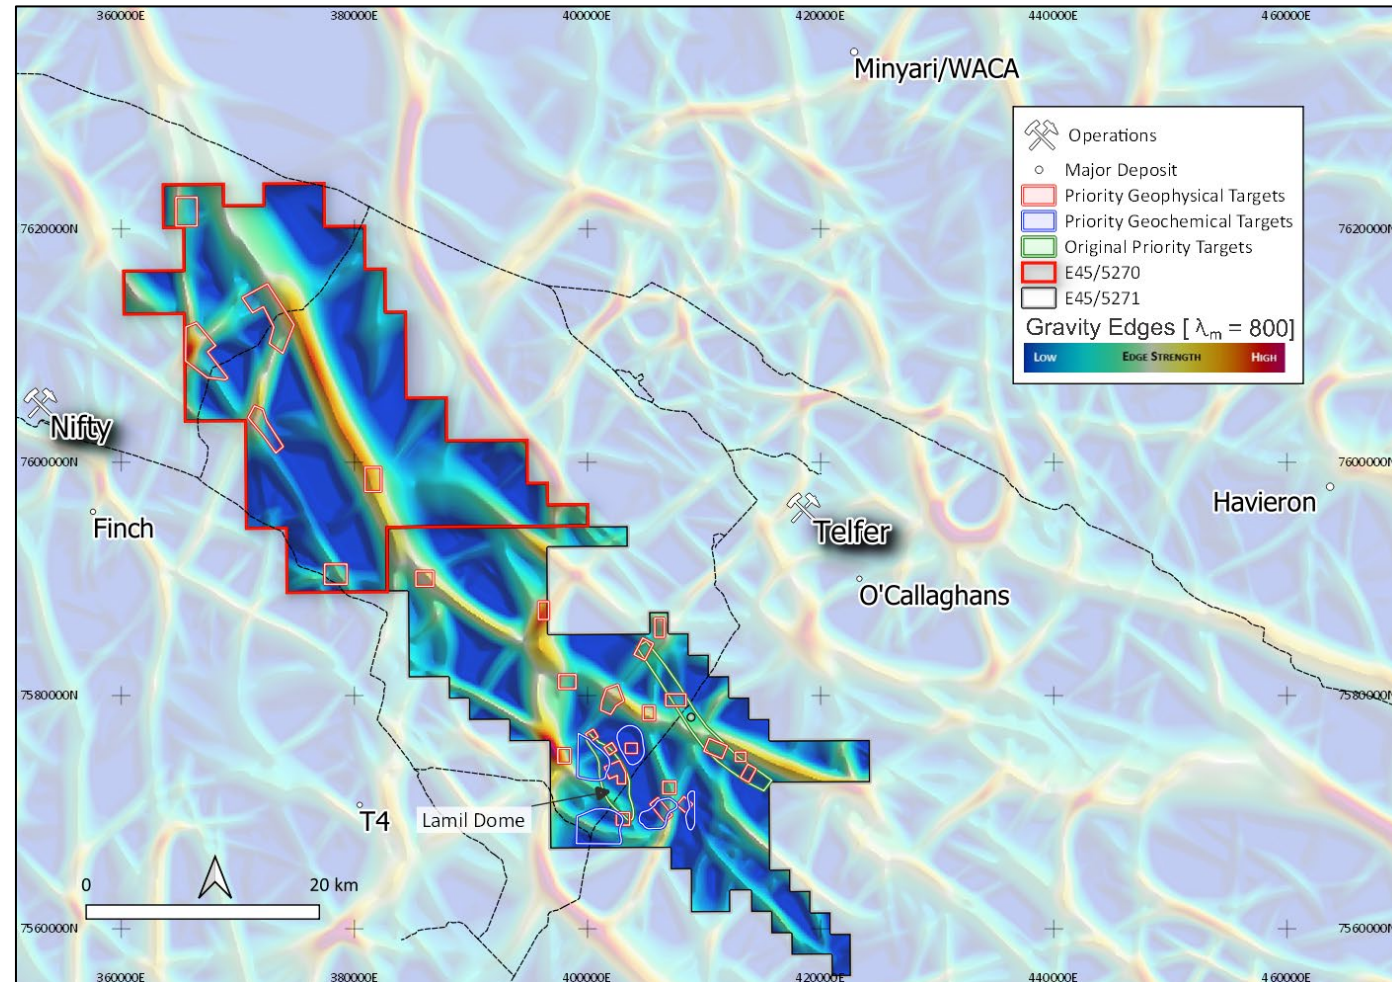 360000E
380000E
400000E
420000E
440000E
460000E
Minyari/WACA
Operations
Major Deposit
Priority Geophysical Targets
Priority Geochemical Targets
Original Priority Targets
E45/5270
E45/5271
Gravity Edges [ λm = 800]
LOW EDGE STRENGTH HIGH
7620000N
7620000N
Nifty
7600000N
7600000N
Havieron
Finch
Telfer
O'Callaghans
7580000N
7580000N
T4
Lamil Dome
0 20 km
7560000N
7560000N
360000E
380000E
400000E
420000E
440000E
460000E